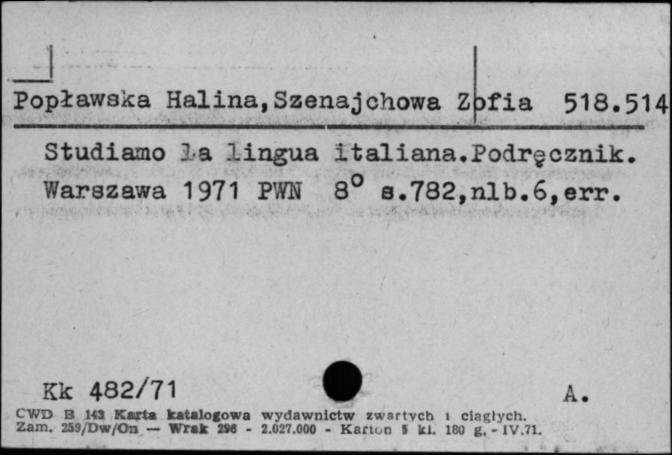 Popławska Halina,Szenajchowa Zofia 518.514
Studiamo la lingua italiana.Podręcznik.
Warszawa 1971 PWN 8° s.782,nlb.6,err.
Kk 482/71 A.
CWD B 143 Karta katalogowa wydawnictw zwartych i ciągłych.
Zam. 259/Dw/On — Wrak 296 - 2.027.000 - Karton 5 kl. 180 g. - IV.71.